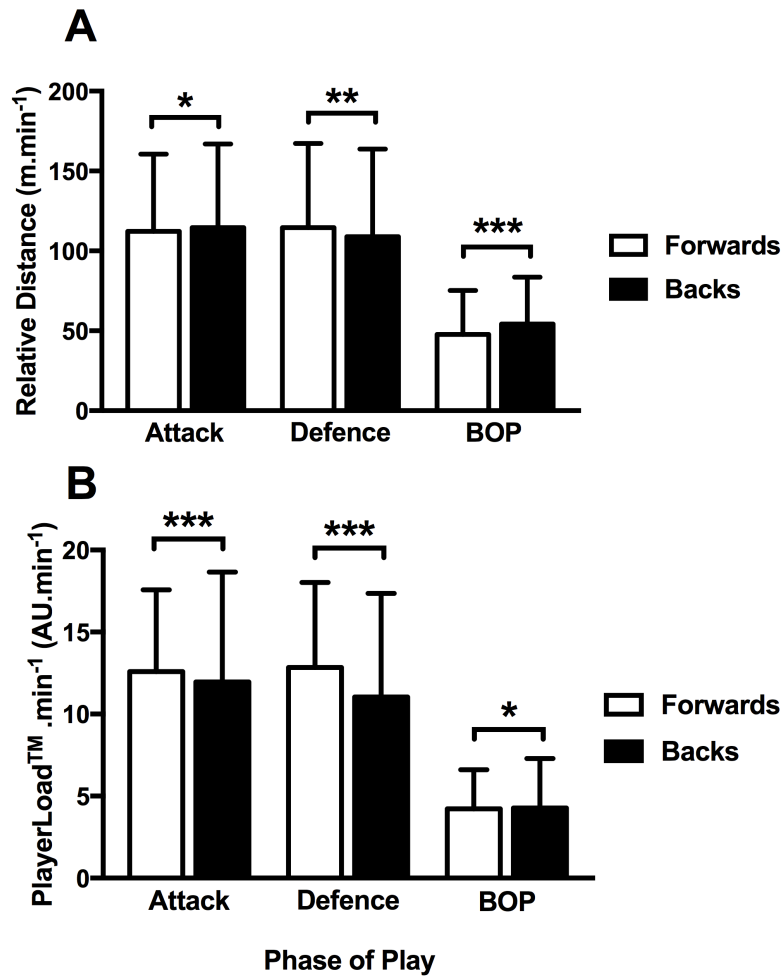 A
Relative Distance (m.min-1)
200
150
100
50
0
*
**
***
Attack
Defence
BOP
Forwards
Backs
B
PlayerLoadTM .min-1 (AU.min-1)
20
15
10
5
0
***
***
*
Attack
Defence
BOP
Forwards
Backs
Phase of Play